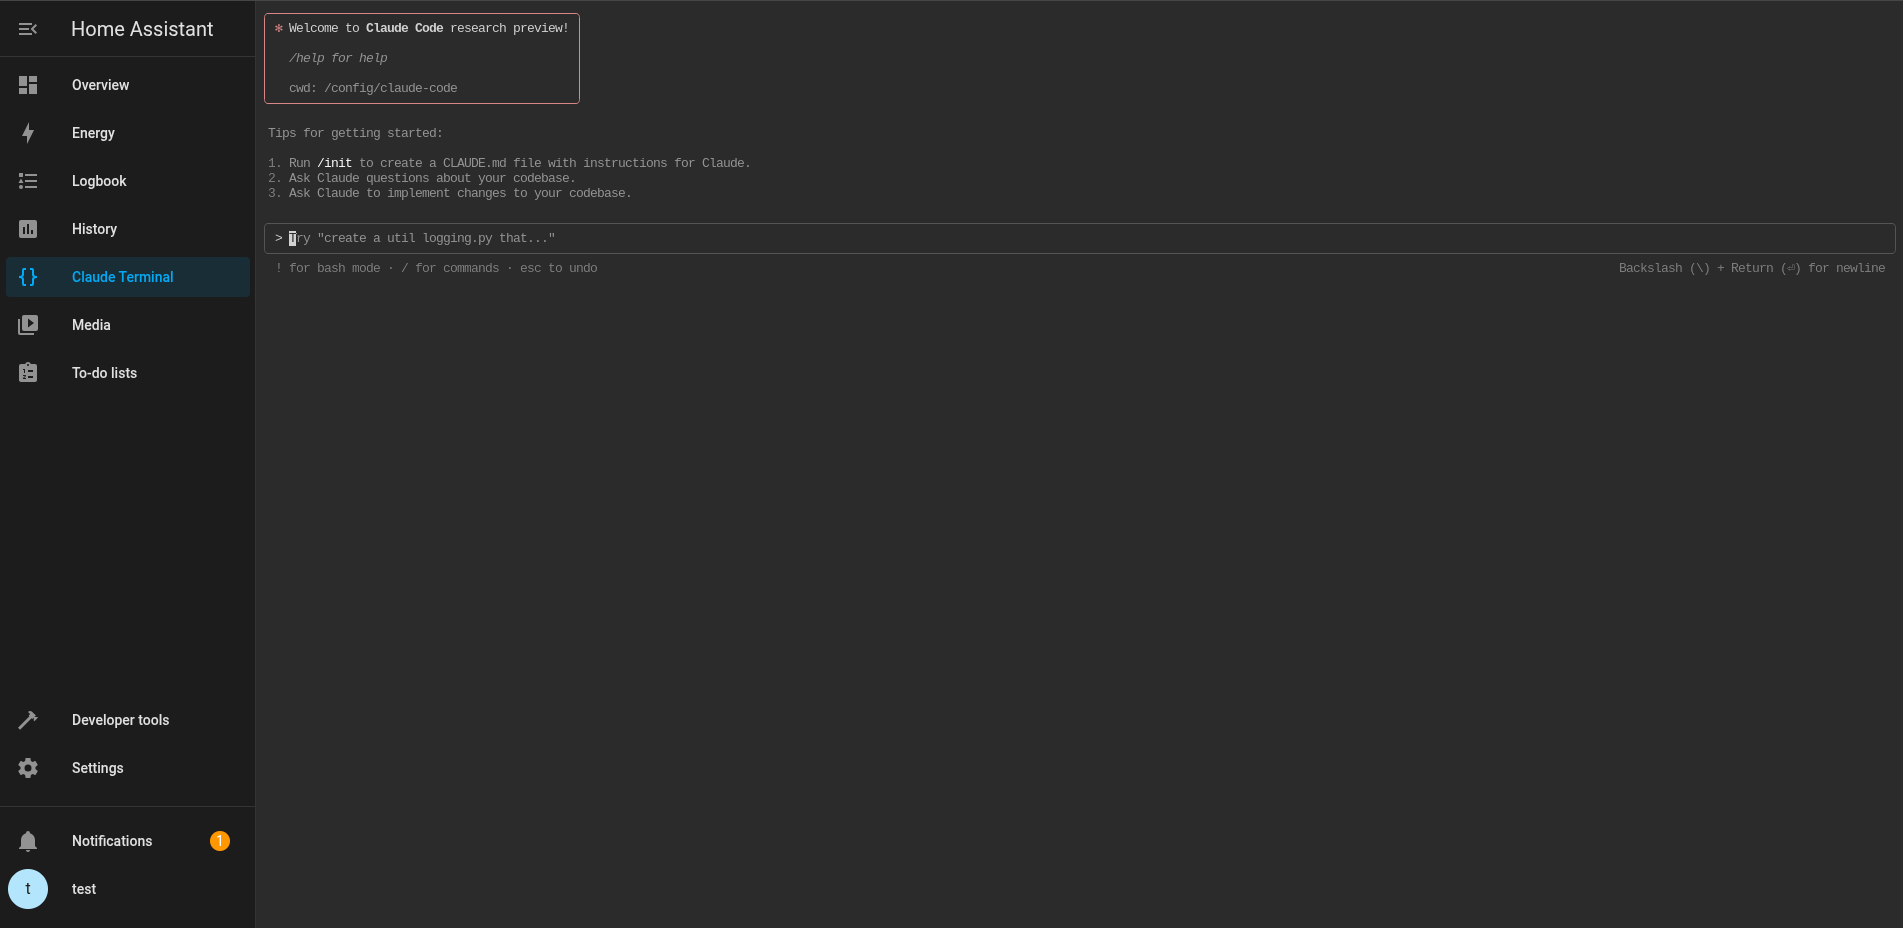 Home Assistant
Overview
Energy
Logbook
History
Claude Terminal
Media
To-do lists
Developer tools
Settings
Notifications 1
t test
✻ Welcome to Claude Code research preview!
/help for help
cwd: /config/claude-code
Tips for getting started:
1. Run /init to create a CLAUDE.md file with instructions for Claude.
2. Ask Claude questions about your codebase.
3. Ask Claude to implement changes to your codebase.
> Try "create a util logging.py that..."
! for bash mode · / for commands · esc to undo Backslash (\) + Return (⏎) for newline